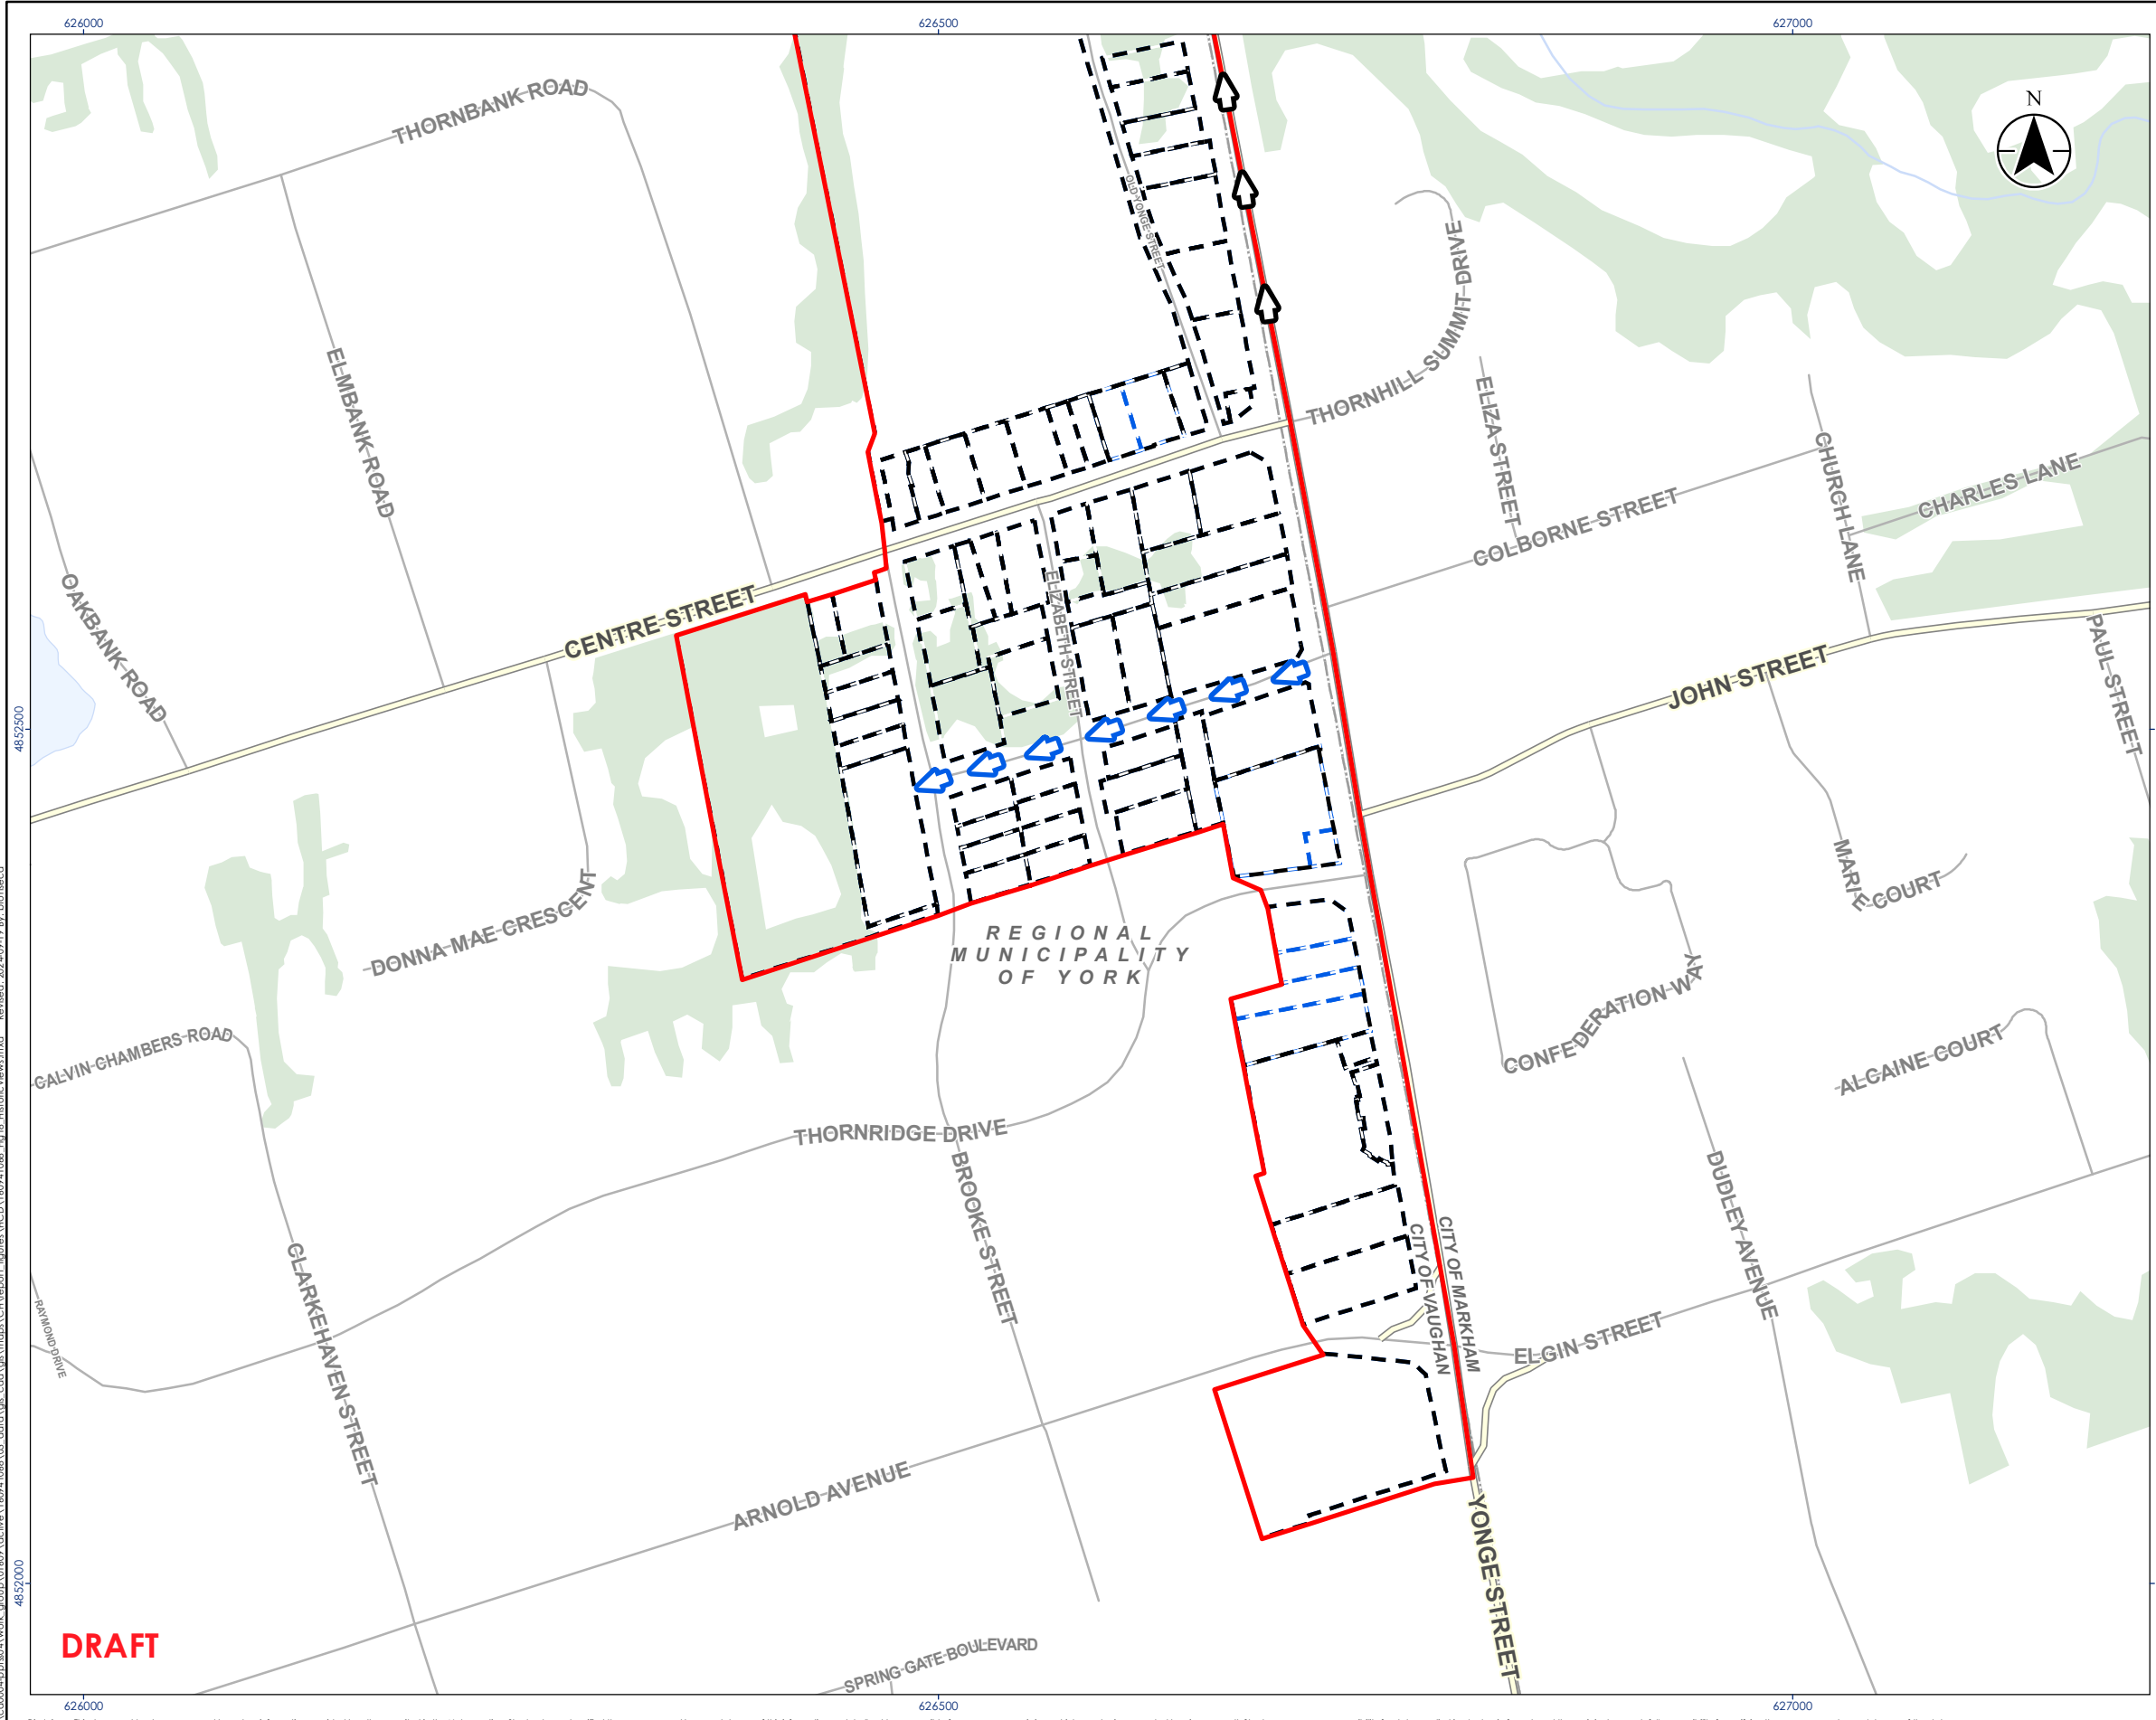 626000
626500
627000
N
THORNBANK ROAD
OLD YONGE STREET
THORNHILL SUMMIT DRIVE
ELMBANK ROAD
ELIZA STREET
CHURCH LANE
CHARLES LANE
COLBORNE STREET
OAKBANK ROAD
CENTRE STREET
ELIZABETH STREET
JOHN STREET
PAUL STREET
4852500
MARIE COURT
DONNA MAE CRESCENT
REGIONAL
MUNICIPALITY
OF YORK
CONFEDERATION WAY
CALVIN CHAMBERS ROAD
ALCAINE COURT
THORNRIDGE DRIVE
BROOKE STREET
DUDLEY AVENUE
CLARKEHAVEN STREET
CITY OF MARKHAM
CITY OF VAUGHAN
RAYMOND DRIVE
ELGIN STREET
ARNOLD AVENUE
YONGE STREET
4852000
DRAFT
SPRING GATE BOULEVARD
626000
626500
627000